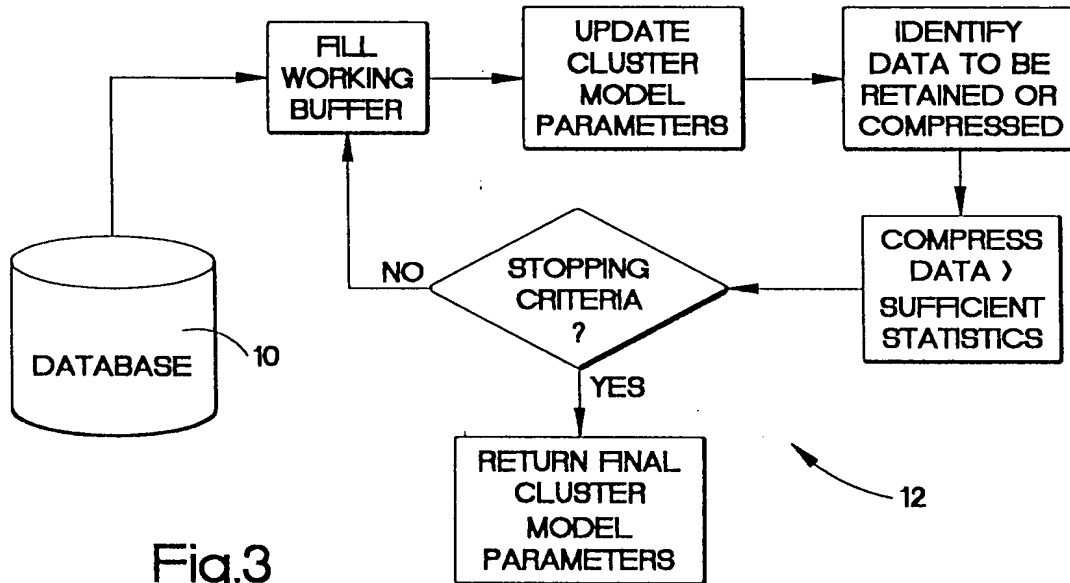 FILL
WORKING
BUFFER
UPDATE
CLUSTER
MODEL
PARAMETERS
IDENTIFY
DATA TO BE
RETAINED OR
COMPRESSED
COMPRESS
DATA >
SUFFICIENT
STATISTICS
STOPPING
CRITERIA
?
NO
YES
DATABASE
10
RETURN FINAL
CLUSTER
MODEL
PARAMETERS
12
Fig.3